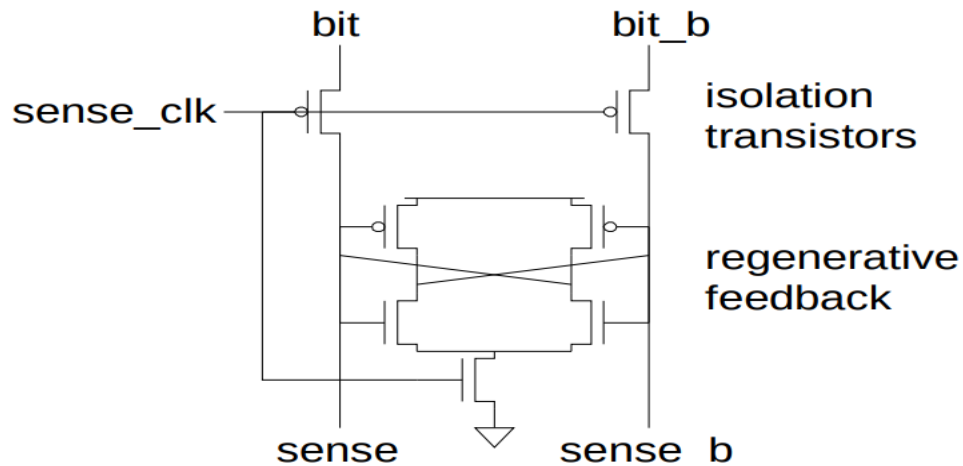 bit
bit_b
sense_clk
isolation
transistors
regenerative
feedback
sense
sense_b